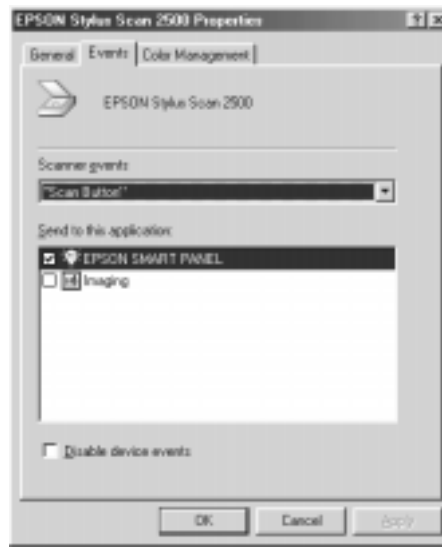 EPSON Stylus Scan 2500 Properties
General Events Color Management
EPSON Stylus Scan 2500
Scanner events
"Scan Button!"
Send to this application:
EPSON SMART PANEL
Imaging
Disable device events
OK Cancel Apply